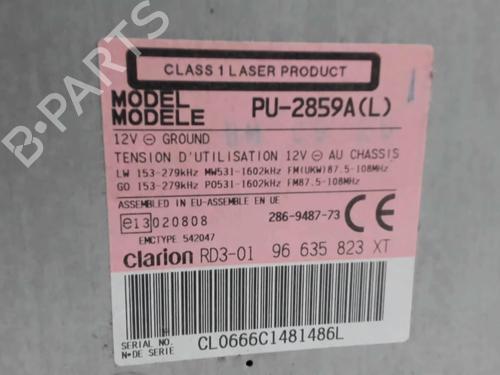 CLASS 1 LASER PRODUCT
MODEL
MODELE PU-2859A(L)
12V ⊖ GROUND
TENSION D'UTILISATION 12V ⊖ AU CHASSIS
LW 153-279kHz MW531-1602kHz FM(UKW)87.5-108MHz
GO 153-279kHz PO531-1602kHz FM87.5-108MHz
ASSEMBLED IN EU-ASSEMBLE EN UE
e13 020808 286-9487-73 CE
EMCTYPE 542047
clarion RD3-01 96 635 823 XT
SERIAL NO.
N° DE SERIE CL0666C1481486L
B-PARTS